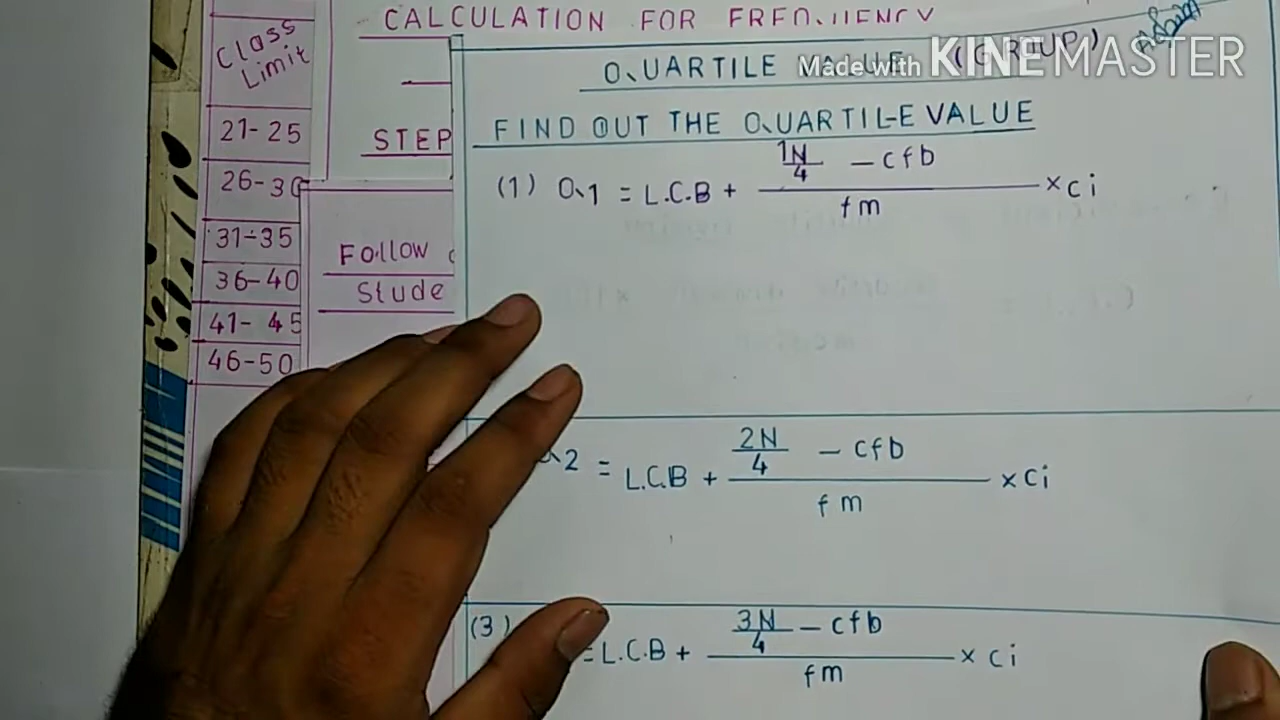 CALCULATION FOR FREQUENCY
Class
Limit
21-25
26-30
31-35
36-40
41-45
46-50
STEP
Follow
Stude
QUARTILE VALUE (GROUP)
Made with KINEMASTER
FIND OUT THE QUARTILE VALUE
(1) Q1 = L.C.B + 1N/4 - cfb / fm × ci
2 = L.C.B + 2N/4 - cfb / fm × ci
(3) = L.C.B + 3N/4 - cfb / fm × ci